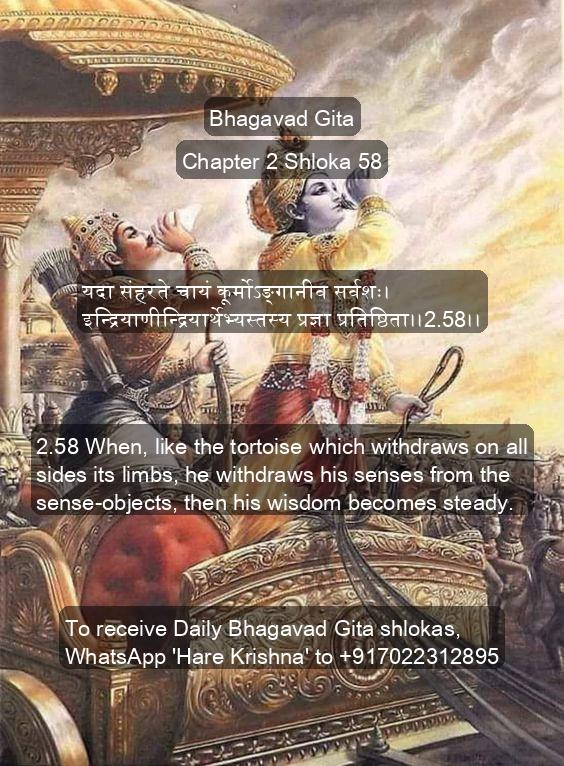 Bhagavad Gita
Chapter 2 Shloka 58
यदा संहरते चायं कूर्मोऽङ्गानीव सर्वशः।
इन्द्रियाणीन्द्रियार्थेभ्यस्तस्य प्रज्ञा प्रतिष्ठिता।।2.58।।
2.58 When, like the tortoise which withdraws on all
sides its limbs, he withdraws his senses from the
sense-objects, then his wisdom becomes steady.
To receive Daily Bhagavad Gita shlokas,
WhatsApp 'Hare Krishna' to +917022312895